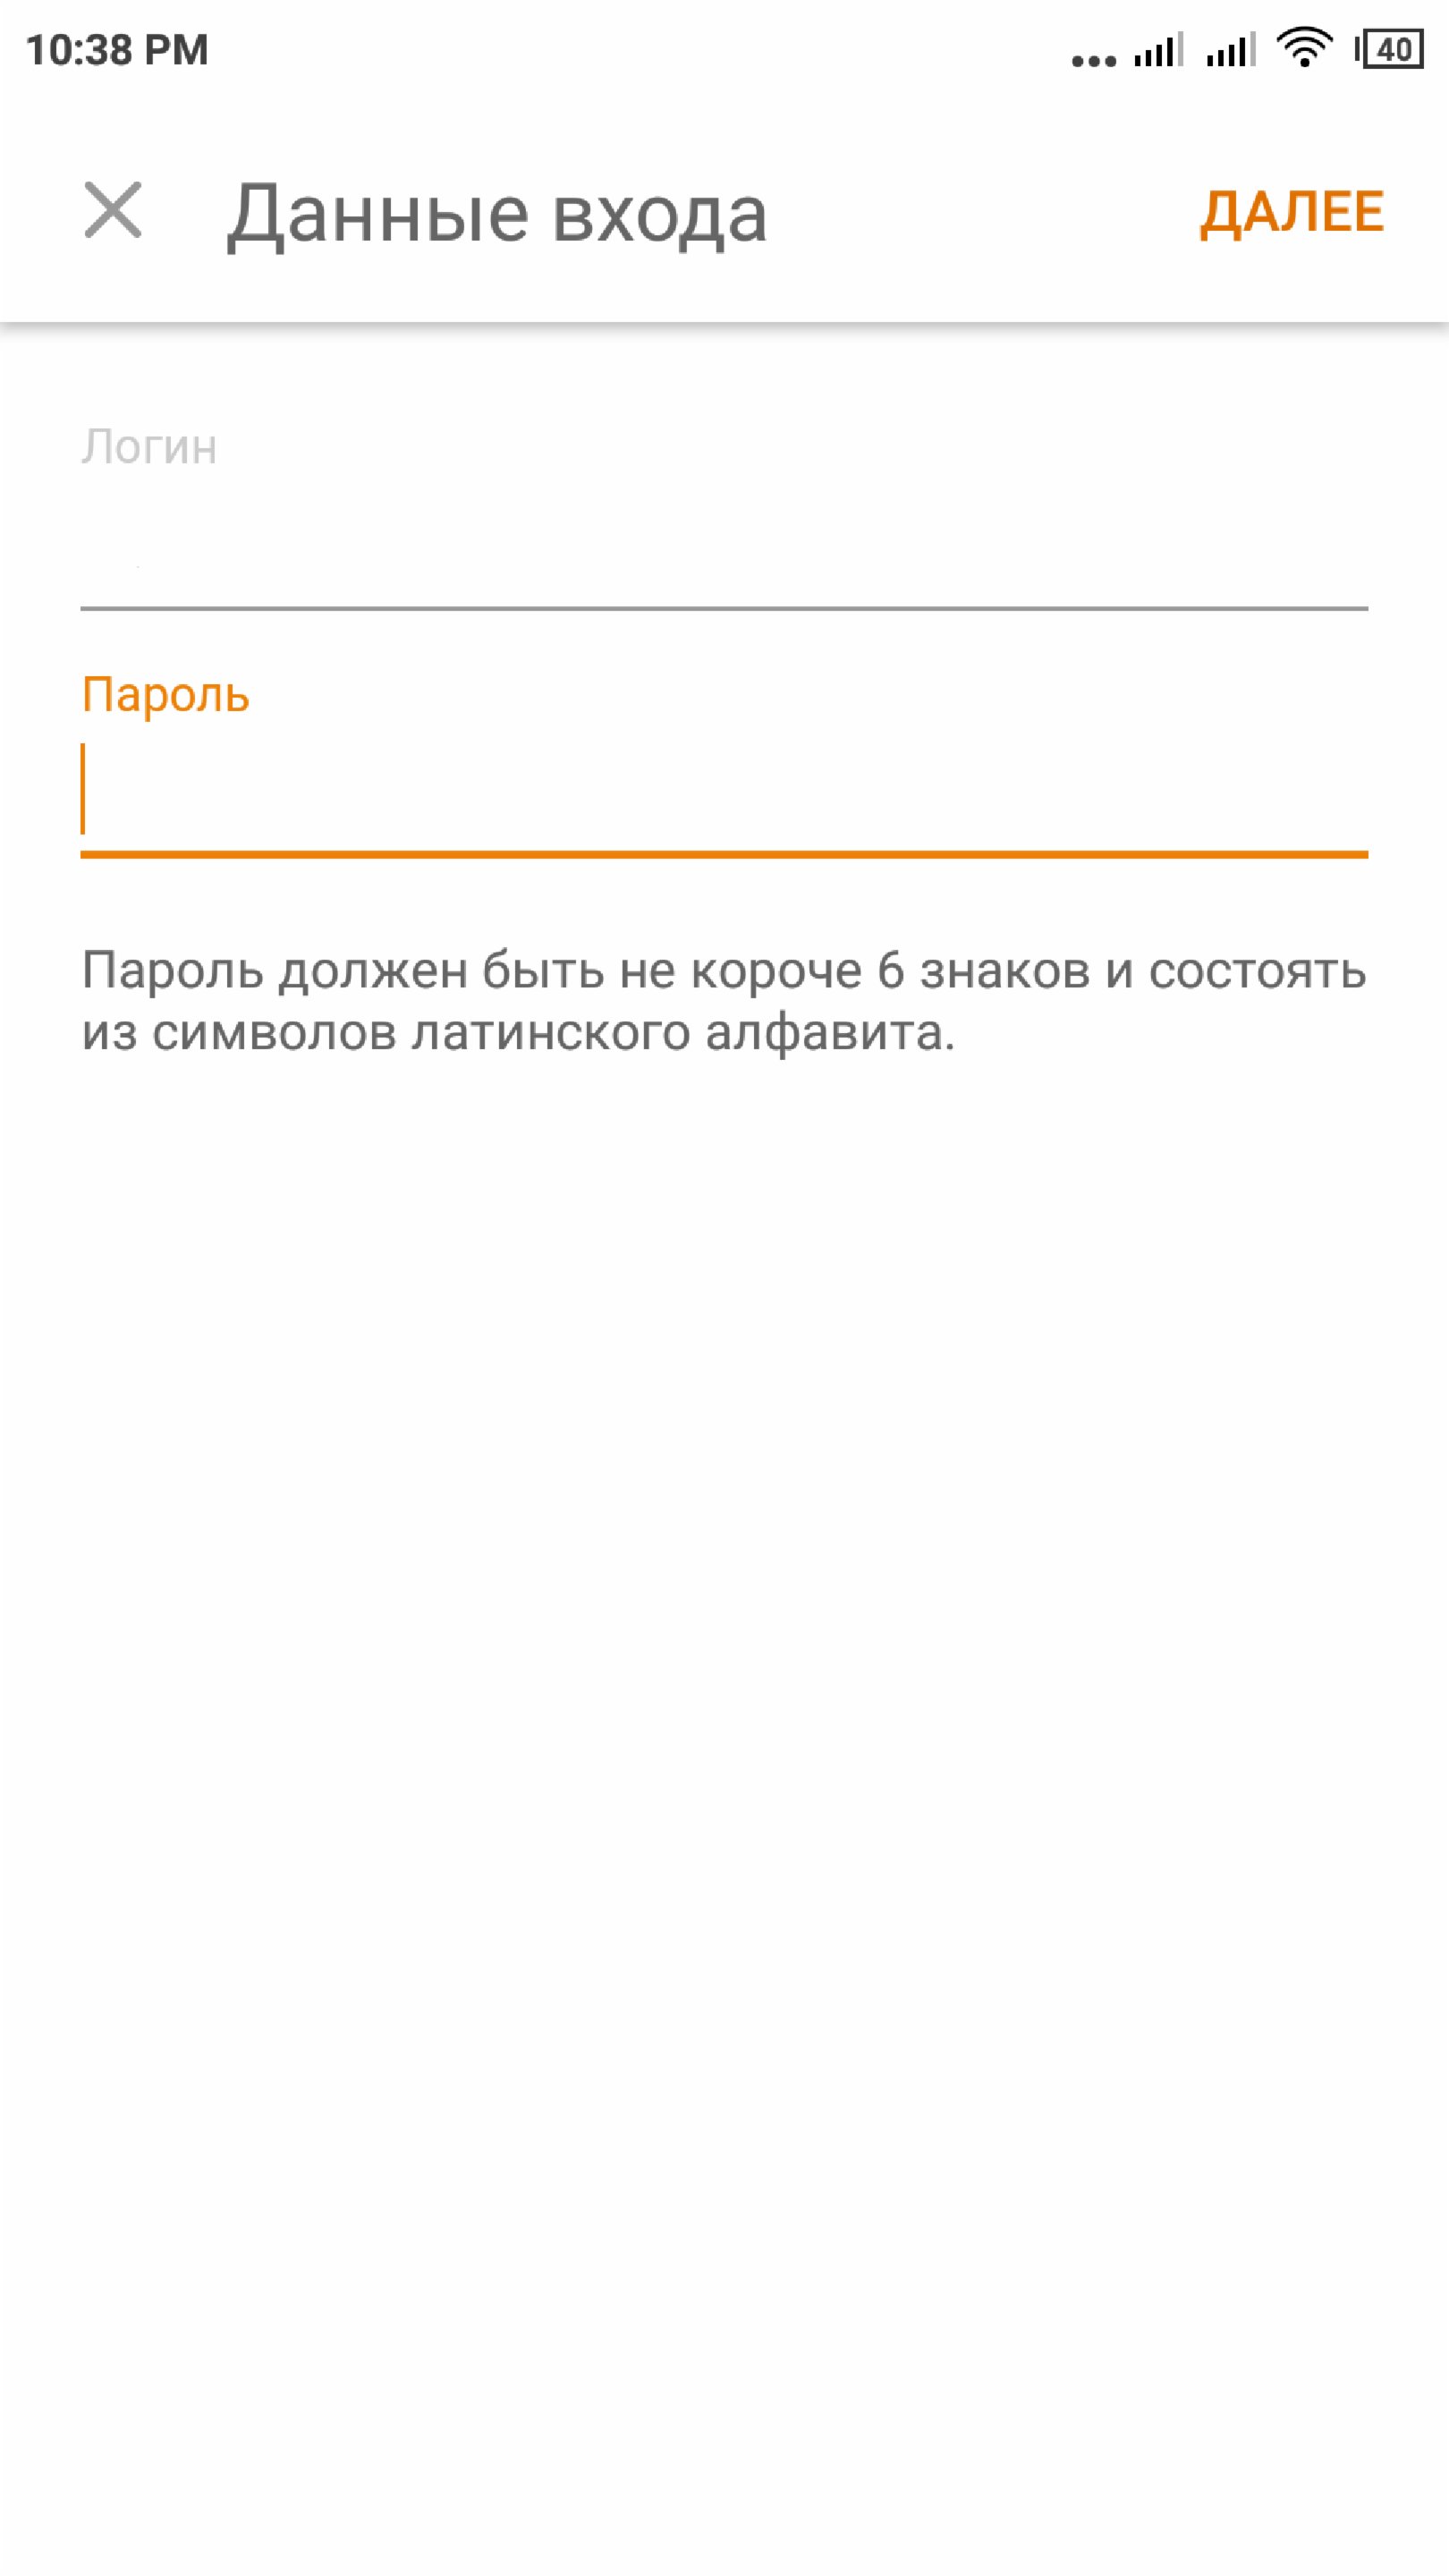 10:38 PM
40
Данные входа
ДАЛЕЕ
Логин
Пароль
Пароль должен быть не короче 6 знаков и состоять
из символов латинского алфавита.